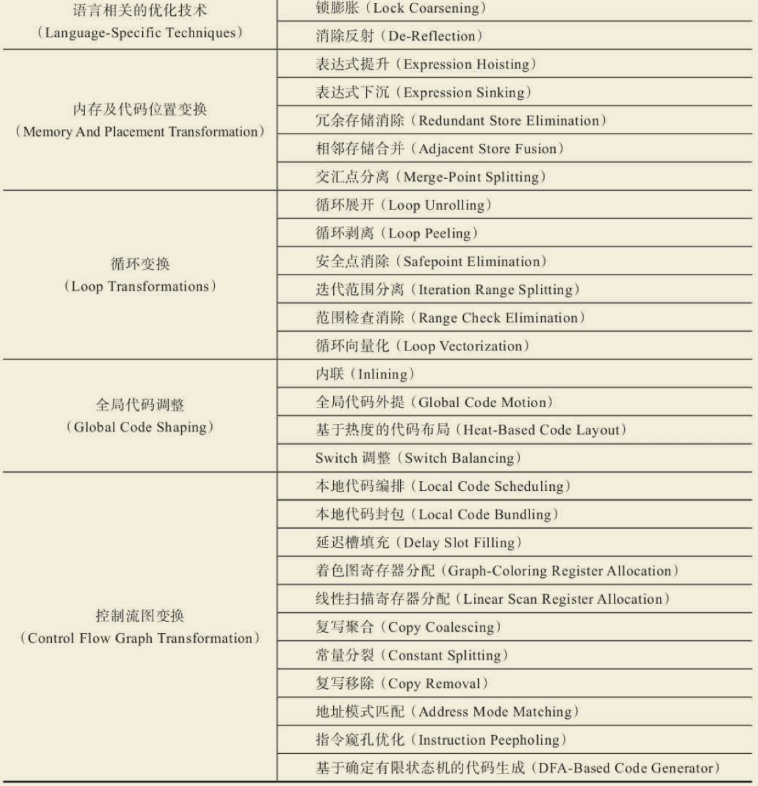 语言相关的优化技术
(Language-Specific Techniques)
锁膨胀(Lock Coarsening)
消除反射(De-Reflection)
内存及代码位置变换
(Memory And Placement Transformation)
表达式提升(Expression Hoisting)
表达式下沉(Expression Sinking)
冗余存储消除(Redundant Store Elimination)
相邻存储合并(Adjacent Store Fusion)
交汇点分离(Merge-Point Splitting)
循环变换
(Loop Transformations)
循环展开(Loop Unrolling)
循环剥离(Loop Peeling)
安全点消除(Safepoint Elimination)
迭代范围分离(Iteration Range Splitting)
范围检查消除(Range Check Elimination)
循环向量化(Loop Vectorization)
全局代码调整
(Global Code Shaping)
内联(Inlining)
全局代码外提(Global Code Motion)
基于热度的代码布局(Heat-Based Code Layout)
Switch 调整(Switch Balancing)
控制流图变换
(Control Flow Graph Transformation)
本地代码编排(Local Code Scheduling)
本地代码封包(Local Code Bundling)
延迟槽填充(Delay Slot Filling)
着色图寄存器分配(Graph-Coloring Register Allocation)
线性扫描寄存器分配(Linear Scan Register Allocation)
复写聚合(Copy Coalescing)
常量分裂(Constant Splitting)
复写移除(Copy Removal)
地址模式匹配(Address Mode Matching)
指令窥孔优化(Instruction Peepholing)
基于确定有限状态机的代码生成(DFA-Based Code Generator)